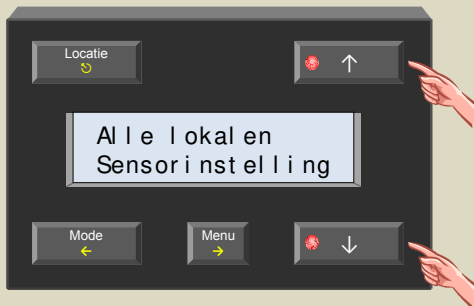 Locatie
Alle lokalen
Sensorinstelling
Mode
Menu